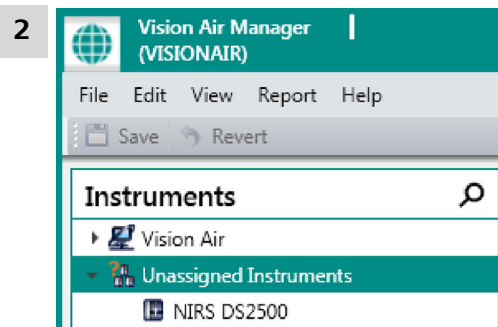 2
Vision Air Manager
(VISIONAIR)
File Edit View Report Help
Save Revert
Instruments
Vision Air
Unassigned Instruments
NIRS DS2500